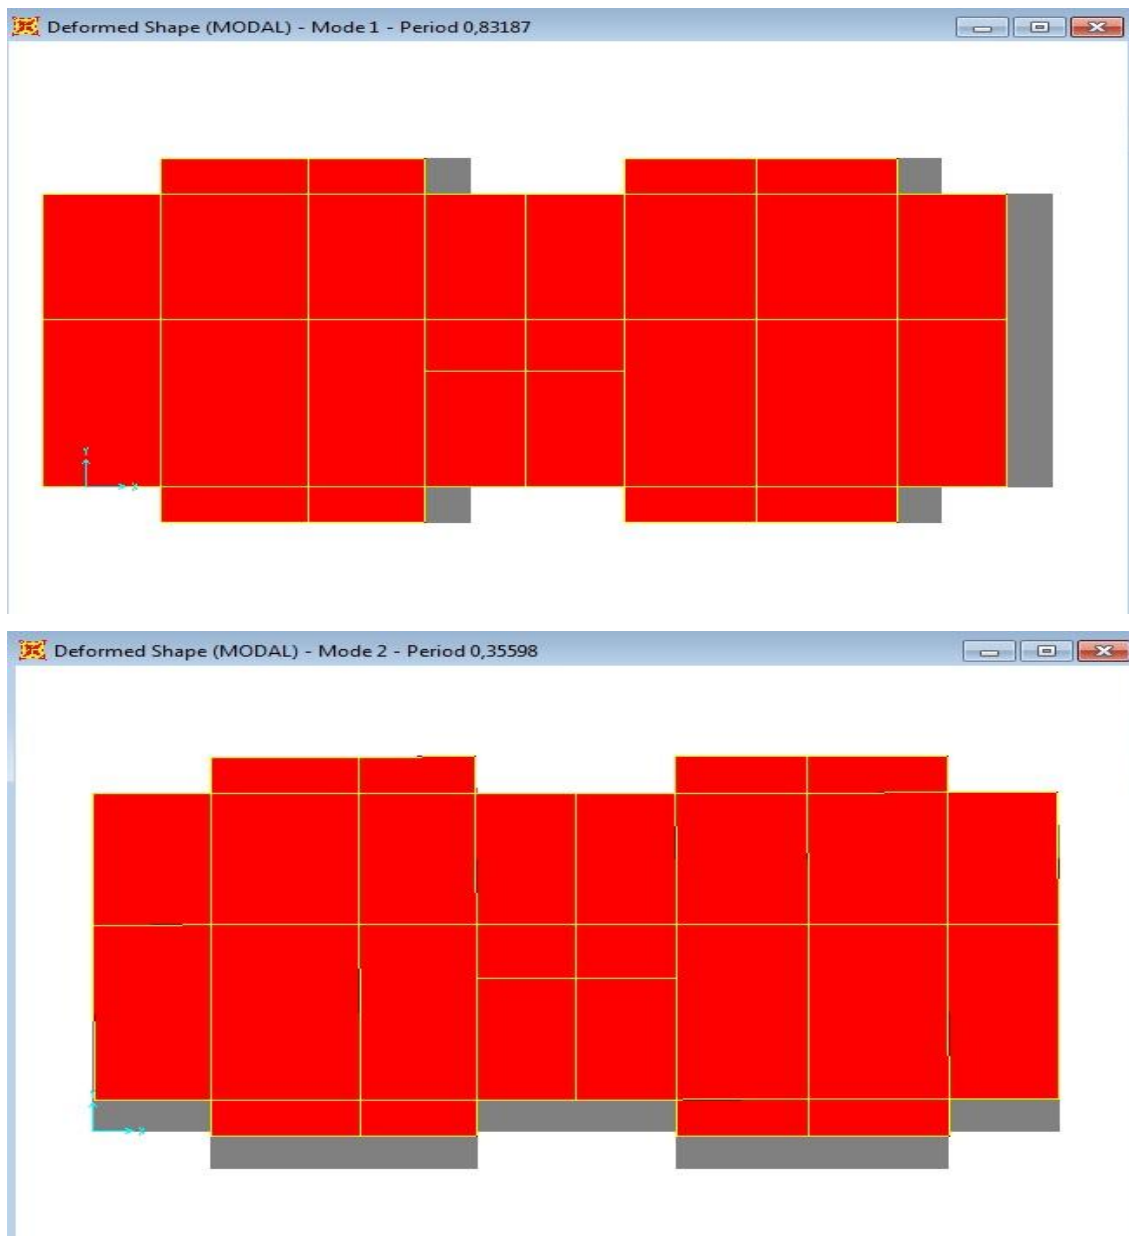 Deformed Shape (MODAL) - Mode 1 - Period 0,83187
Y
X
Deformed Shape (MODAL) - Mode 2 - Period 0,35598
X